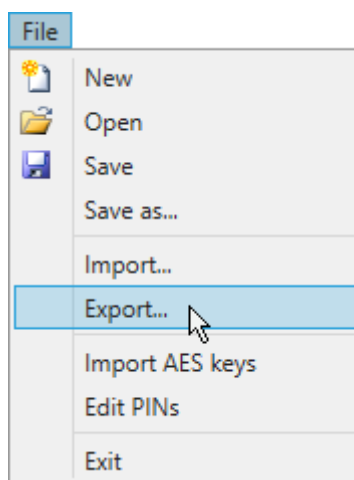 File
New
Open
Save
Save as...
Import...
Export...
Import AES keys
Edit PINs
Exit